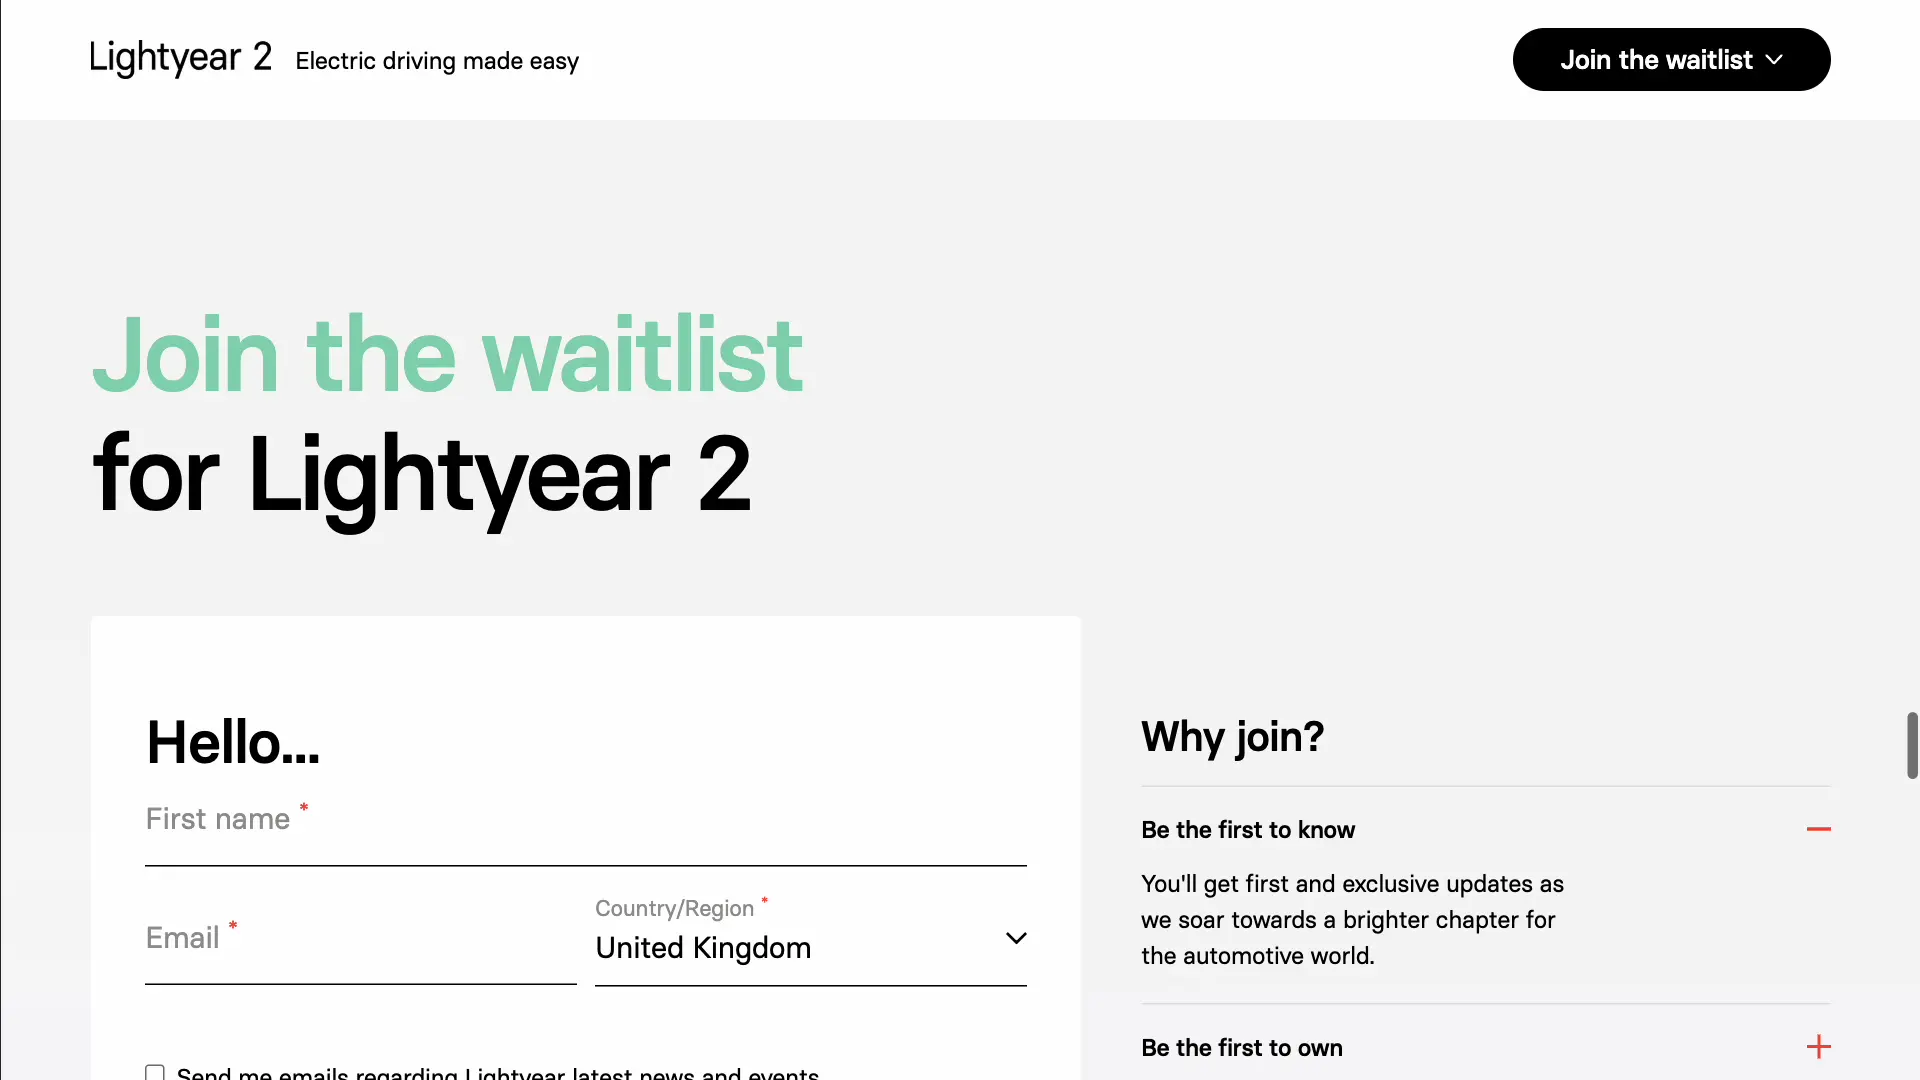 Lightyear 2 Electric driving made easy
Join the waitlist
Join the waitlist
for Lightyear 2
Hello...
First name *
Email *
Country/Region *
United Kingdom
Send me emails regarding Lightyear latest news and events
Why join?
Be the first to know
You'll get first and exclusive updates as
we soar towards a brighter chapter for
the automotive world.
Be the first to own